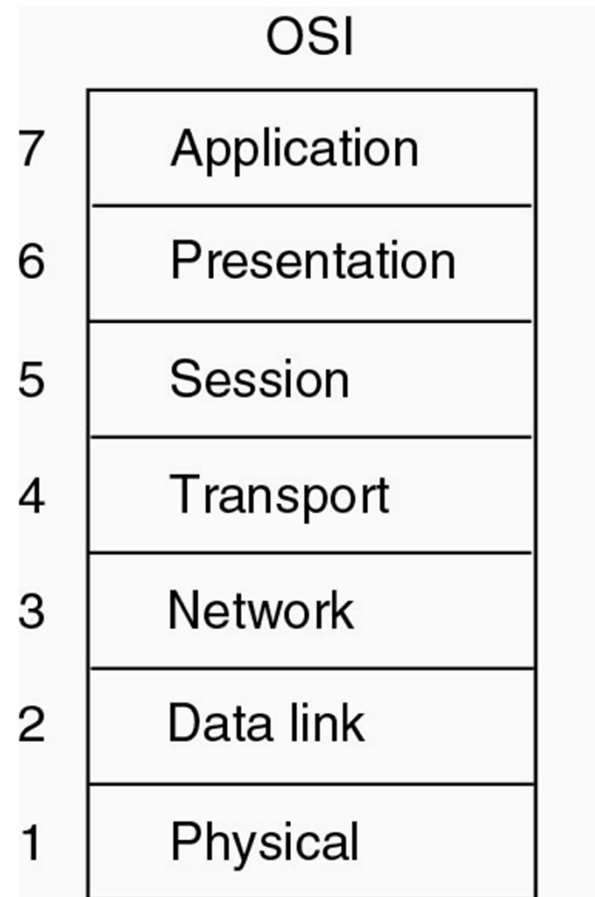 OSI
7 Application
6 Presentation
5 Session
4 Transport
3 Network
2 Data link
1 Physical